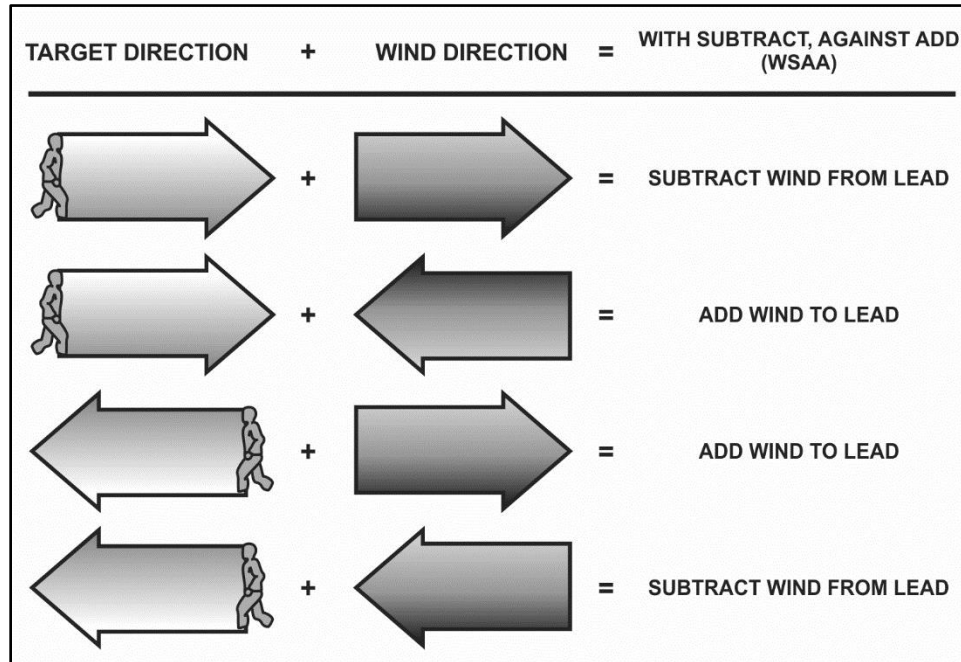 TARGET DIRECTION + WIND DIRECTION = WITH SUBTRACT, AGAINST ADD
(WSAA)
+ = SUBTRACT WIND FROM LEAD
+ = ADD WIND TO LEAD
+ = ADD WIND TO LEAD
+ = SUBTRACT WIND FROM LEAD